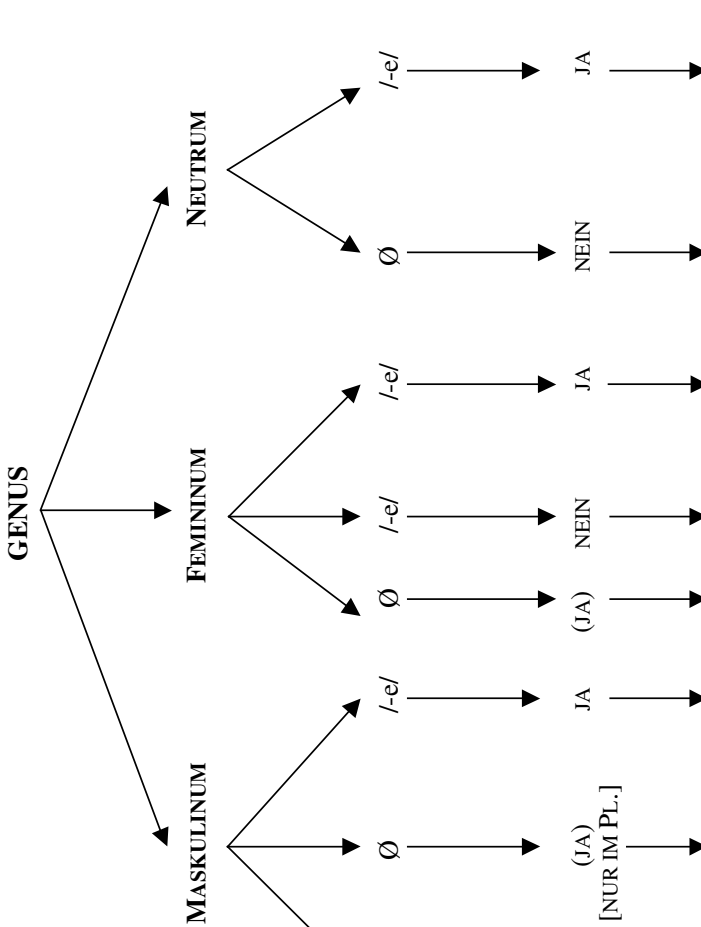 GENUS
MASKULINUM FEMININUM NEUTRUM
Ø /-e/ Ø /-e/ /-e/ Ø /-e/
(JA) JA (JA) NEIN JA NEIN JA
[NUR IM PL.]